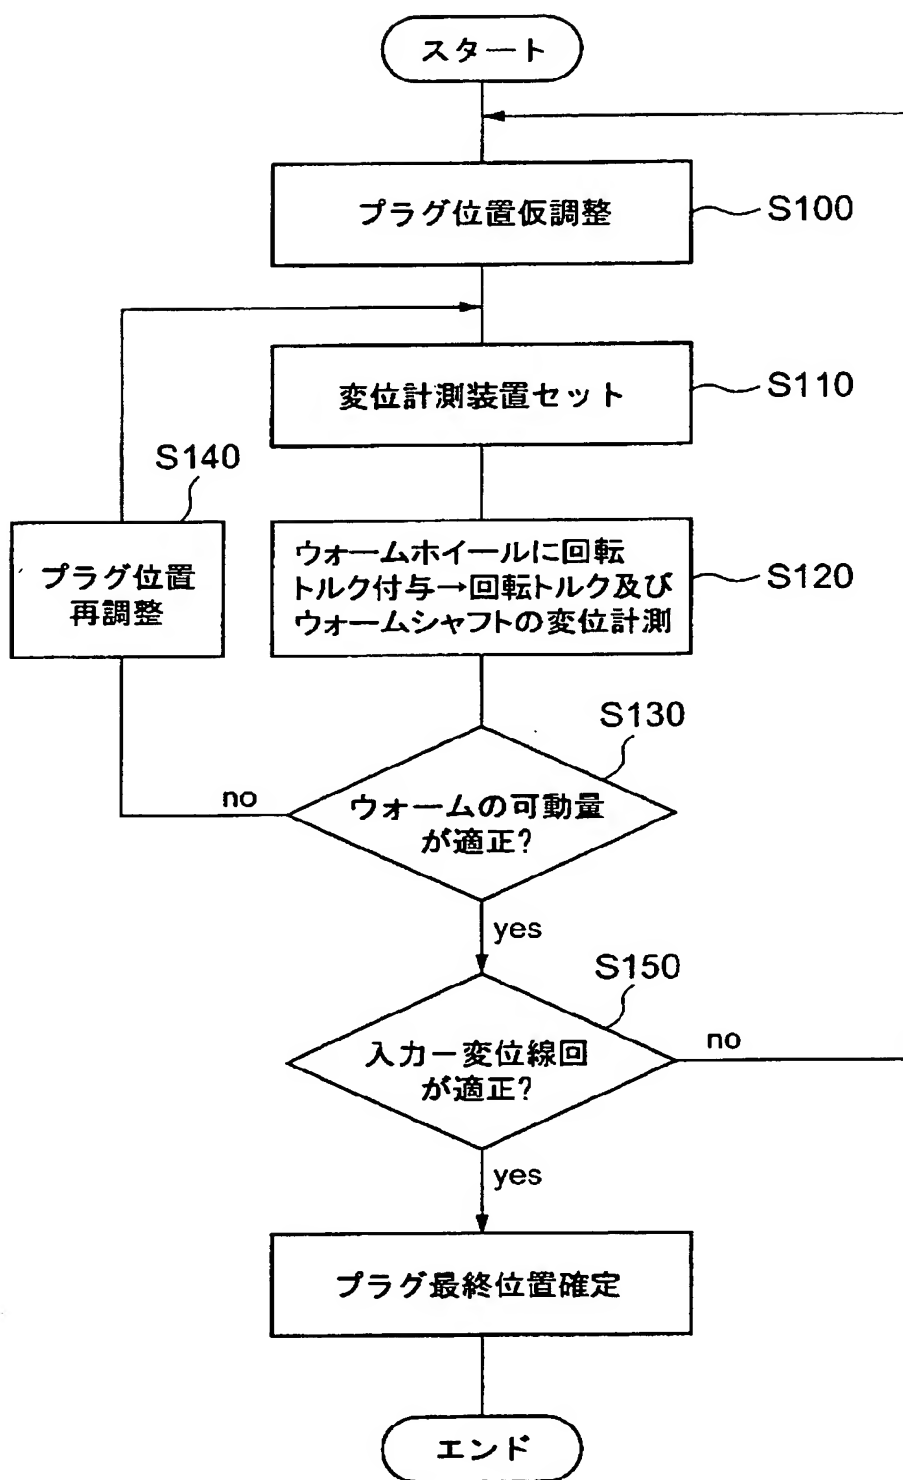 スタート
プラグ位置仮調整
S100
変位計測装置セット
S110
S140
プラグ位置
再調整
ウォームホイールに回転
トルク付与→回転トルク及び
ウォームシャフトの変位計測
S120
S130
ウォームの可動量
が適正?
no
yes
S150
入力ー変位線回
が適正?
no
yes
プラグ最終位置確定
エンド